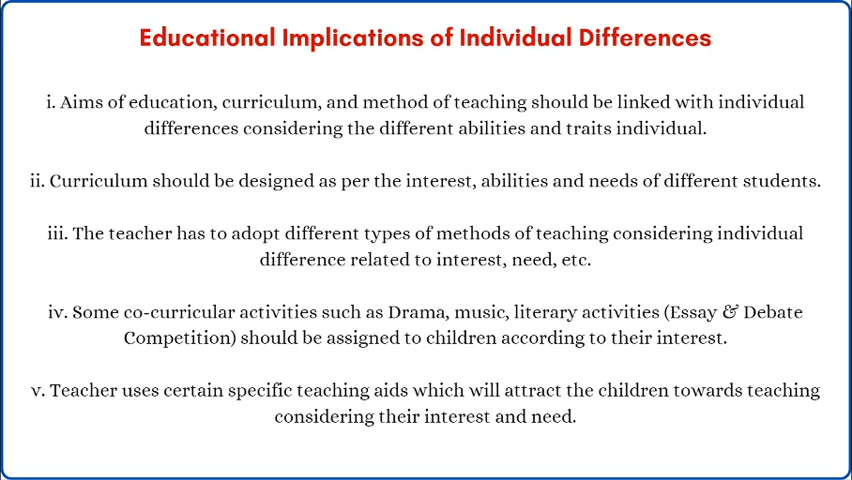 Educational Implications of Individual Differences
i. Aims of education, curriculum, and method of teaching should be linked with individual
differences considering the different abilities and traits individual.
ii. Curriculum should be designed as per the interest, abilities and needs of different students.
iii. The teacher has to adopt different types of methods of teaching considering individual
difference related to interest, need, etc.
iv. Some co-curricular activities such as Drama, music, literary activities (Essay & Debate
Competition) should be assigned to children according to their interest.
v. Teacher uses certain specific teaching aids which will attract the children towards teaching
considering their interest and need.